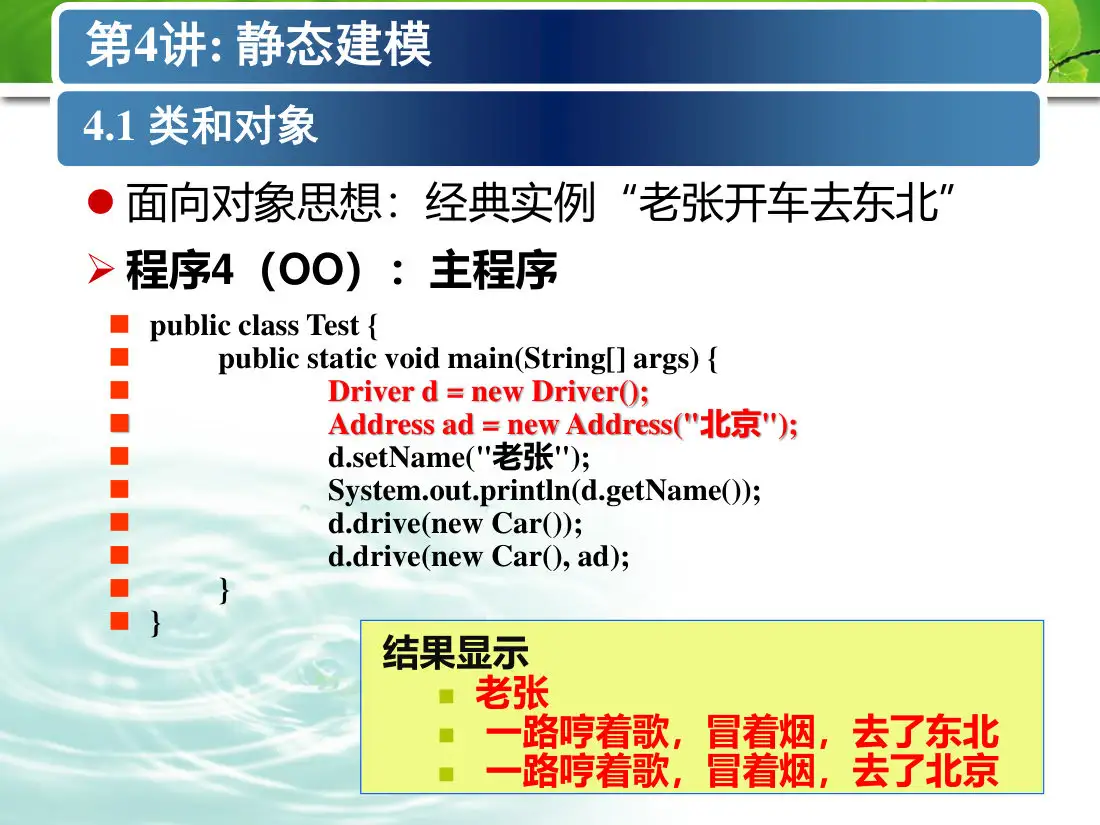 第4讲: 静态建模
4.1 类和对象
面向对象思想：经典实例“老张开车去东北”
程序4（OO）：主程序
public class Test {
public static void main(String[] args) {
Driver d = new Driver();
Address ad = new Address("北京");
d.setName("老张");
System.out.println(d.getName());
d.drive(new Car());
d.drive(new Car(), ad);
}
}
结果显示
老张
一路哼着歌，冒着烟，去了东北
一路哼着歌，冒着烟，去了北京